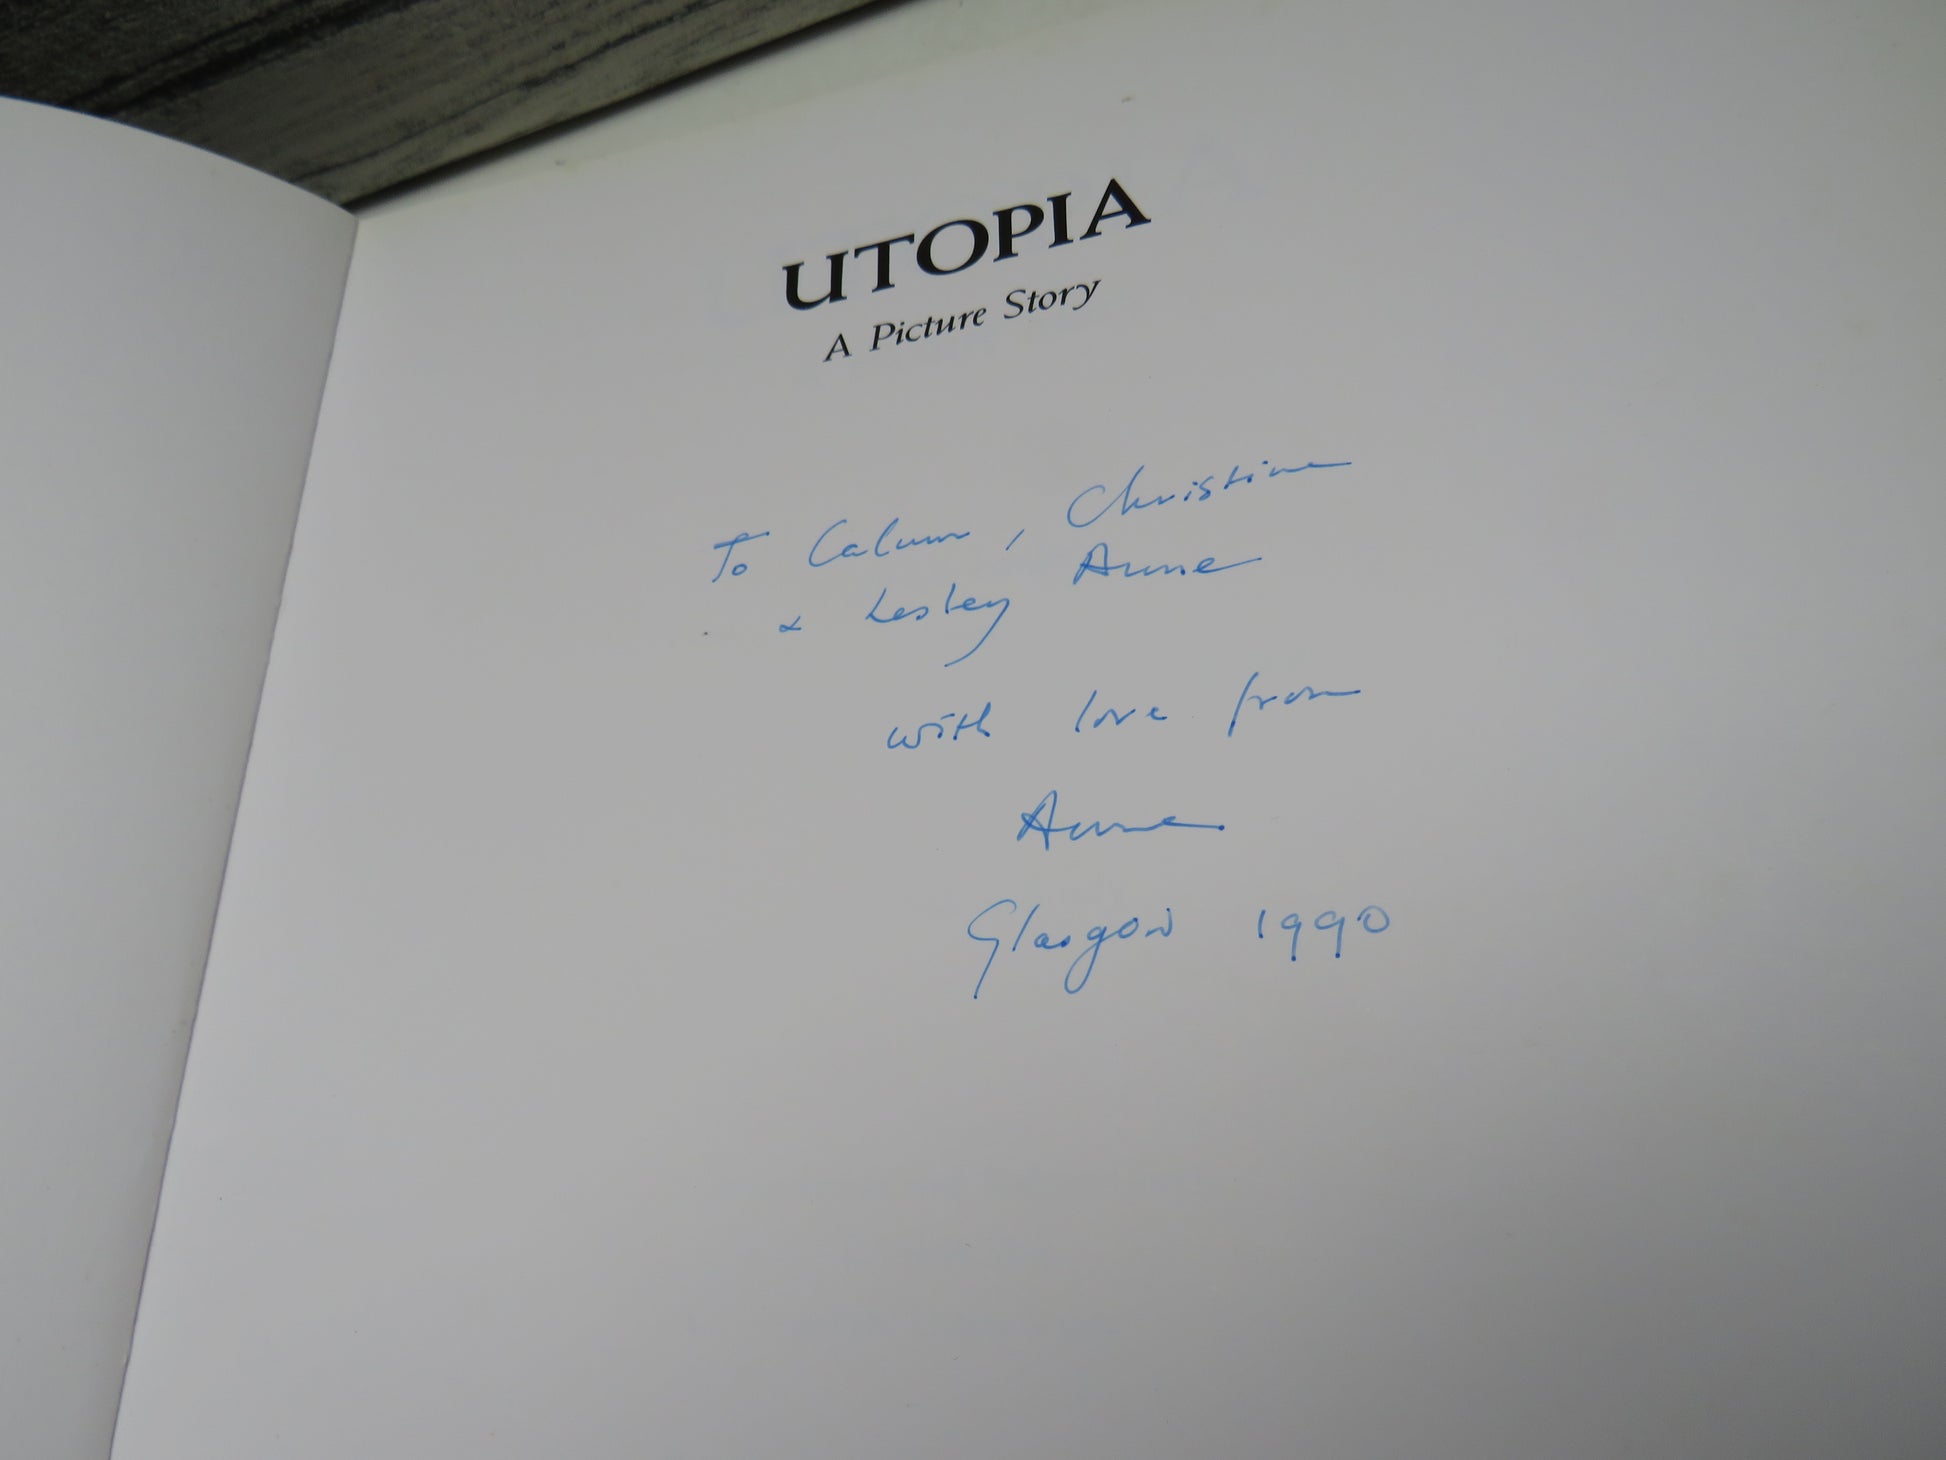 UTOPIA
A Picture Story
To Calum, Christine
& Lesley Anne
with love from
Anne
Glasgow 1990